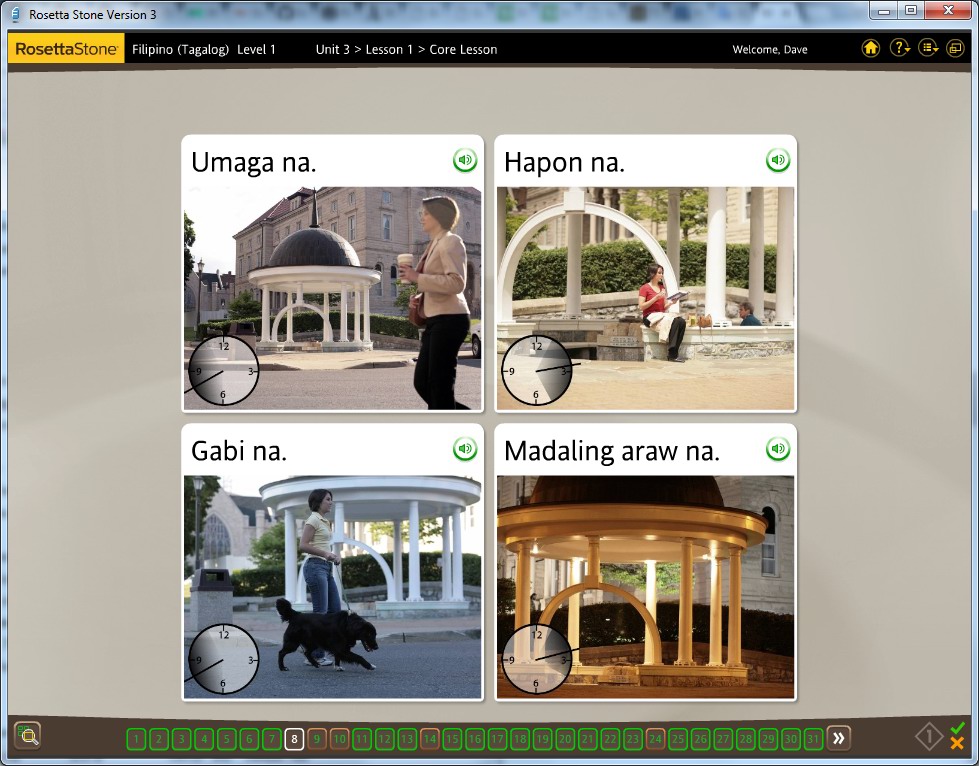 Rosetta Stone Version 3
RosettaStone Filipino (Tagalog) Level 1 Unit 3 > Lesson 1 > Core Lesson Welcome, Dave
Umaga na.
Hapon na.
12
9 3
6
12
9 3
6
Gabi na.
Madaling araw na.
12
9 3
6
12
9 3
6
1 2 3 4 5 6 7 8 9 10 11 12 13 14 15 16 17 18 19 20 21 22 23 24 25 26 27 28 29 30 31 » 1